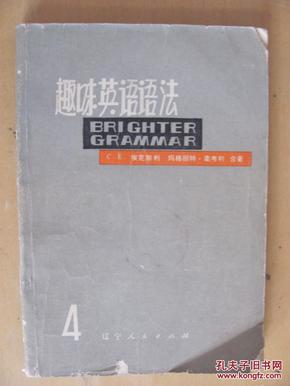 趣味英语语法
BRIGHTER
GRAMMAR
C.E. 埃克斯利 玛格丽特·麦考利 合著
4
辽宁人民出版社
孔夫子旧书网